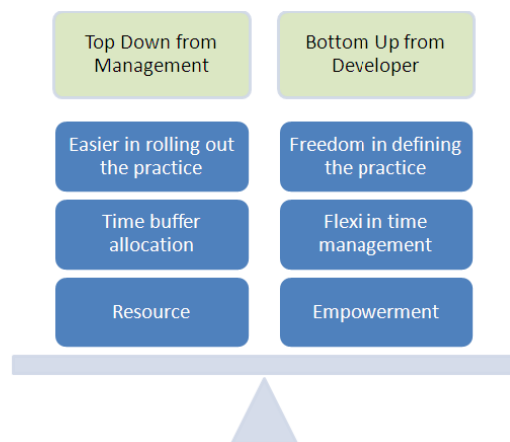 Top Down from
Management
Bottom Up from
Developer
Easier in rolling out
the practice
Freedom in defining
the practice
Time buffer
allocation
Flexi in time
management
Resource
Empowerment